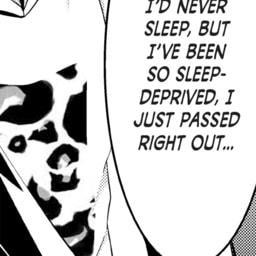 I'D NEVER
SLEEP, BUT
I'VE BEEN
SO SLEEP-
DEPRIVED, I
JUST PASSED
RIGHT OUT...